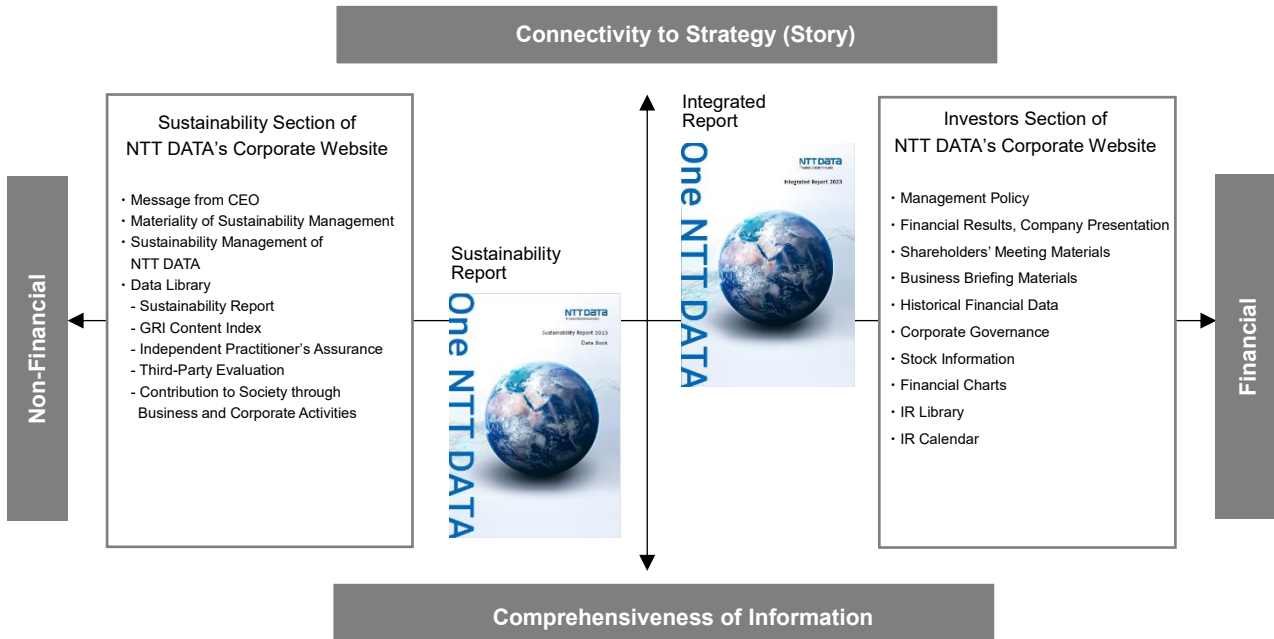 Connectivity to Strategy (Story)
Non-Financial
Sustainability Section of
NTT DATA's Corporate Website
・Message from CEO
・Materiality of Sustainability Management
・Sustainability Management of
NTT DATA
・Data Library
- Sustainability Report
- GRI Content Index
- Independent Practitioner's Assurance
- Third-Party Evaluation
- Contribution to Society through
Business and Corporate Activities
Sustainability
Report
One NTT DATA
NTT DATA
Sustainability Report 2023
Data Book
Integrated
Report
One NTT DATA
NTT DATA
Trusted Global Innovator
Integrated Report 2023
Investors Section of
NTT DATA's Corporate Website
・Management Policy
・Financial Results, Company Presentation
・Shareholders' Meeting Materials
・Business Briefing Materials
・Historical Financial Data
・Corporate Governance
・Stock Information
・Financial Charts
・IR Library
・IR Calendar
Financial
Comprehensiveness of Information